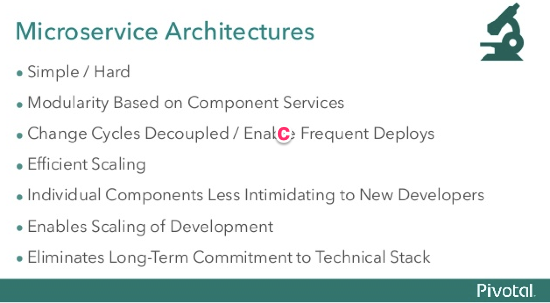 Microservice Architectures
• Simple / Hard
• Modularity Based on Component Services
• Change Cycles Decoupled / Enable Frequent Deploys
C
• Efficient Scaling
• Individual Components Less Intimidating to New Developers
• Enables Scaling of Development
• Eliminates Long-Term Commitment to Technical Stack
Pivotal